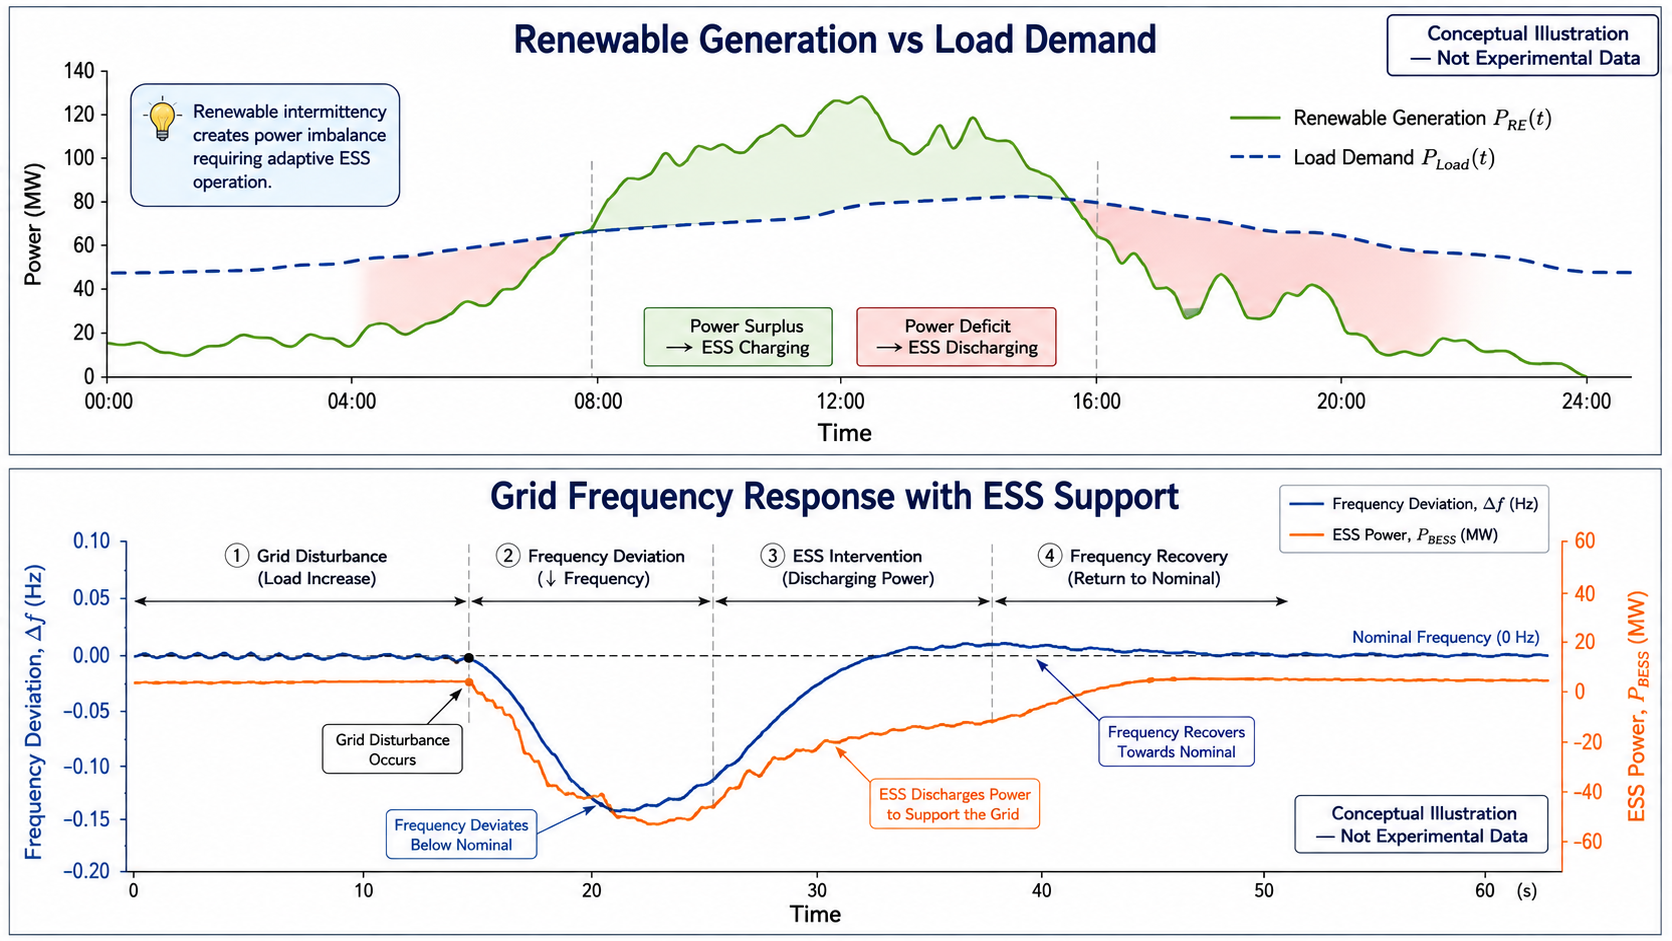 Renewable Generation vs Load Demand
Conceptual Illustration
— Not Experimental Data
Renewable intermittency
creates power imbalance
requiring adaptive ESS
operation.
Renewable Generation P_RE(t)
Load Demand P_Load(t)
Power (MW)
140
120
100
80
60
40
20
0
Power Surplus
→ ESS Charging
Power Deficit
→ ESS Discharging
00:00
04:00
08:00
12:00
16:00
20:00
24:00
Time
Grid Frequency Response with ESS Support
Frequency Deviation, Δf (Hz)
ESS Power, P_BESS (MW)
Frequency Deviation, Δf (Hz)
0.10
0.05
0.00
−0.05
−0.10
−0.15
−0.20
1 Grid Disturbance
(Load Increase)
2 Frequency Deviation
(↓ Frequency)
3 ESS Intervention
(Discharging Power)
4 Frequency Recovery
(Return to Nominal)
Nominal Frequency (0 Hz)
Grid Disturbance
Occurs
Frequency Deviates
Below Nominal
ESS Discharges Power
to Support the Grid
Frequency Recovers
Towards Nominal
Conceptual Illustration
— Not Experimental Data
60
40
20
0
−20
−40
−60
ESS Power, P_BESS (MW)
0
10
20
30
40
50
60
(s)
Time